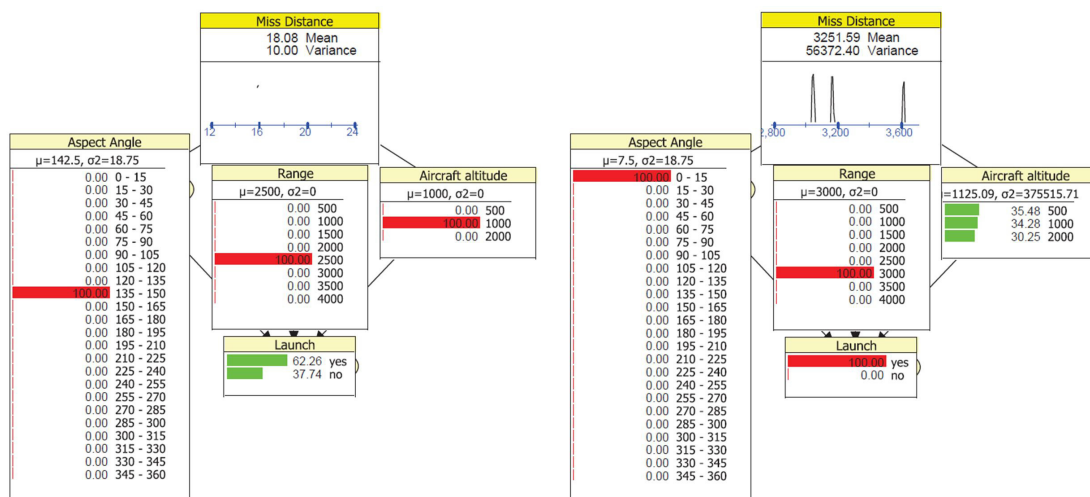 Miss Distance
18.08 Mean
10.00 Variance
12 16 20 24
Aspect Angle
μ=142.5, σ2=18.75
0.00 0 - 15
0.00 15 - 30
0.00 30 - 45
0.00 45 - 60
0.00 60 - 75
0.00 75 - 90
0.00 90 - 105
0.00 105 - 120
0.00 120 - 135
100.00 135 - 150
0.00 150 - 165
0.00 165 - 180
0.00 180 - 195
0.00 195 - 210
0.00 210 - 225
0.00 225 - 240
0.00 240 - 255
0.00 255 - 270
0.00 270 - 285
0.00 285 - 300
0.00 300 - 315
0.00 315 - 330
0.00 330 - 345
0.00 345 - 360
Range
μ=2500, σ2=0
0.00 500
0.00 1000
0.00 1500
0.00 2000
100.00 2500
0.00 3000
0.00 3500
0.00 4000
Aircraft altitude
μ=1000, σ2=0
0.00 500
100.00 1000
0.00 2000
Launch
62.26 yes
37.74 no
Miss Distance
3251.59 Mean
56372.40 Variance
2,800 3,200 3,600
Aspect Angle
μ=7.5, σ2=18.75
100.00 0 - 15
0.00 15 - 30
0.00 30 - 45
0.00 45 - 60
0.00 60 - 75
0.00 75 - 90
0.00 90 - 105
0.00 105 - 120
0.00 120 - 135
0.00 135 - 150
0.00 150 - 165
0.00 165 - 180
0.00 180 - 195
0.00 195 - 210
0.00 210 - 225
0.00 225 - 240
0.00 240 - 255
0.00 255 - 270
0.00 270 - 285
0.00 285 - 300
0.00 300 - 315
0.00 315 - 330
0.00 330 - 345
0.00 345 - 360
Range
μ=3000, σ2=0
0.00 500
0.00 1000
0.00 1500
0.00 2000
0.00 2500
100.00 3000
0.00 3500
0.00 4000
Aircraft altitude
)=1125.09, σ2=375515.71
35.48 500
34.28 1000
30.25 2000
Launch
100.00 yes
0.00 no